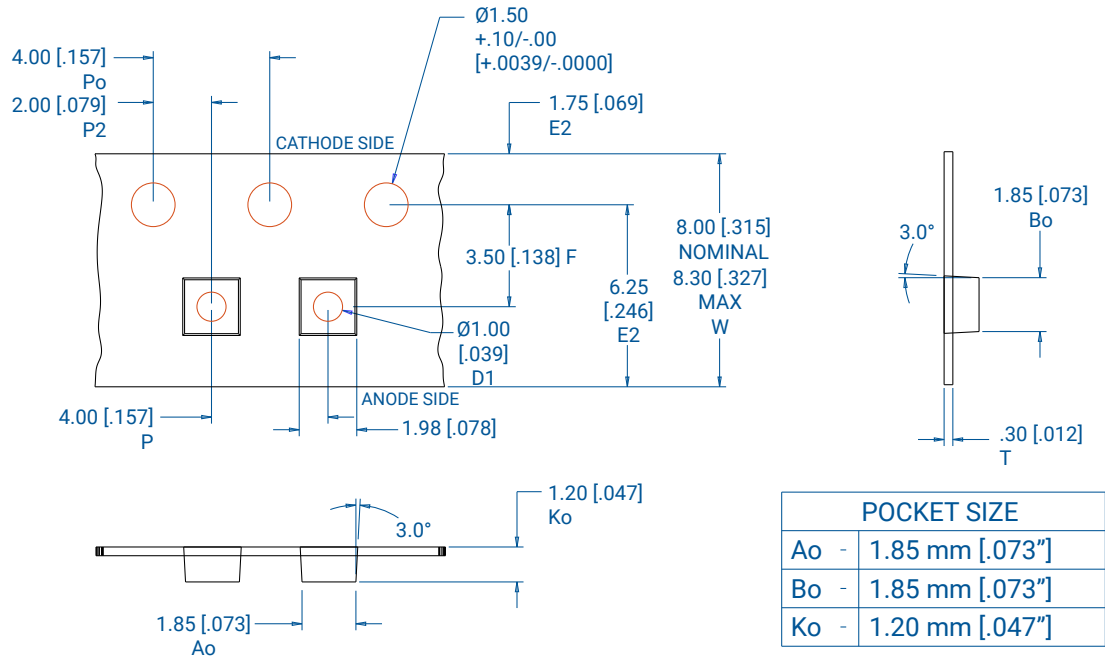 Ø1.50
+.10/-.00
[+.0039/-.0000]
4.00 [.157]
Po
2.00 [.079]
P2
1.75 [.069]
E2
CATHODE SIDE
3.50 [.138] F
6.25
[.246]
E2
8.00 [.315]
NOMINAL
8.30 [.327]
MAX
W
Ø1.00
[.039]
D1
ANODE SIDE
4.00 [.157]
P
1.98 [.078]
3.0°
1.85 [.073]
Bo
.30 [.012]
T
1.20 [.047]
Ko
3.0°
1.85 [.073]
Ao
POCKET SIZE
Ao - 1.85 mm [.073”]
Bo - 1.85 mm [.073”]
Ko - 1.20 mm [.047”]